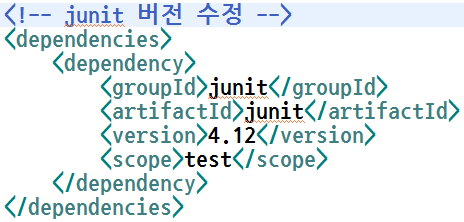 <!-- junit 버전 수정 -->
<dependencies>
    <dependency>
        <groupId>junit</groupId>
        <artifactId>junit</artifactId>
        <version>4.12</version>
        <scope>test</scope>
    </dependency>
</dependencies>